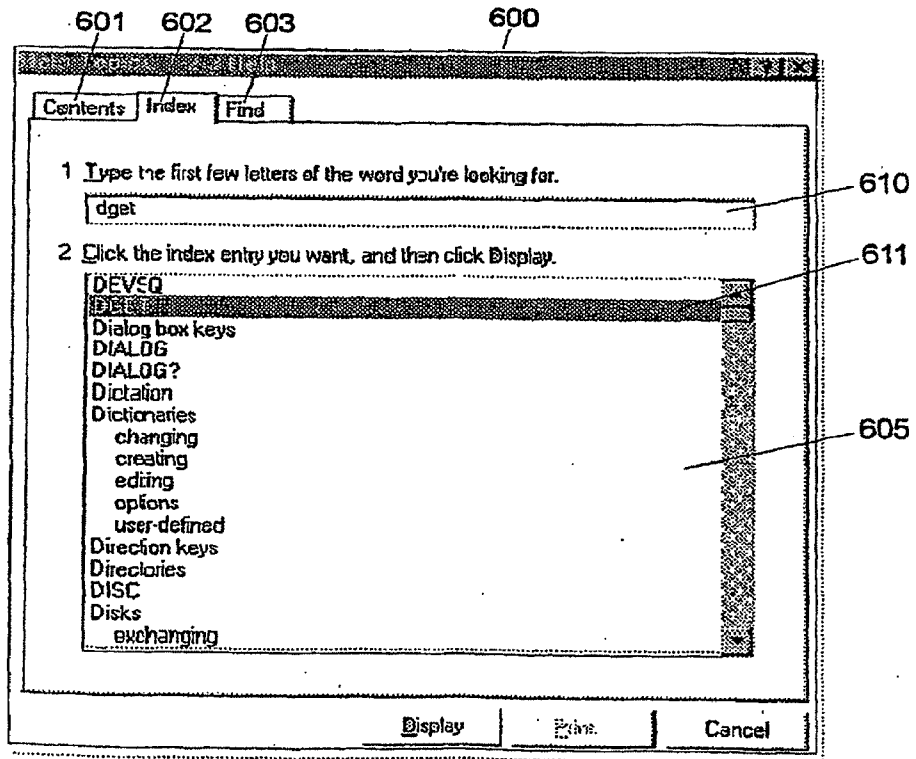 601 602 603 600
Contents Index Find
1 Type the first few letters of the word you're looking for.
610
dget
2 Click the index entry you want, and then click Display.
611
DEVSQ
Dialog box keys
DIALOG
DIALOG?
Dictation
Dictionaries
changing
605
creating
editing
options
user-defined
Direction keys
Directories
DISC
Disks
exchanging
Display Print. Cancel